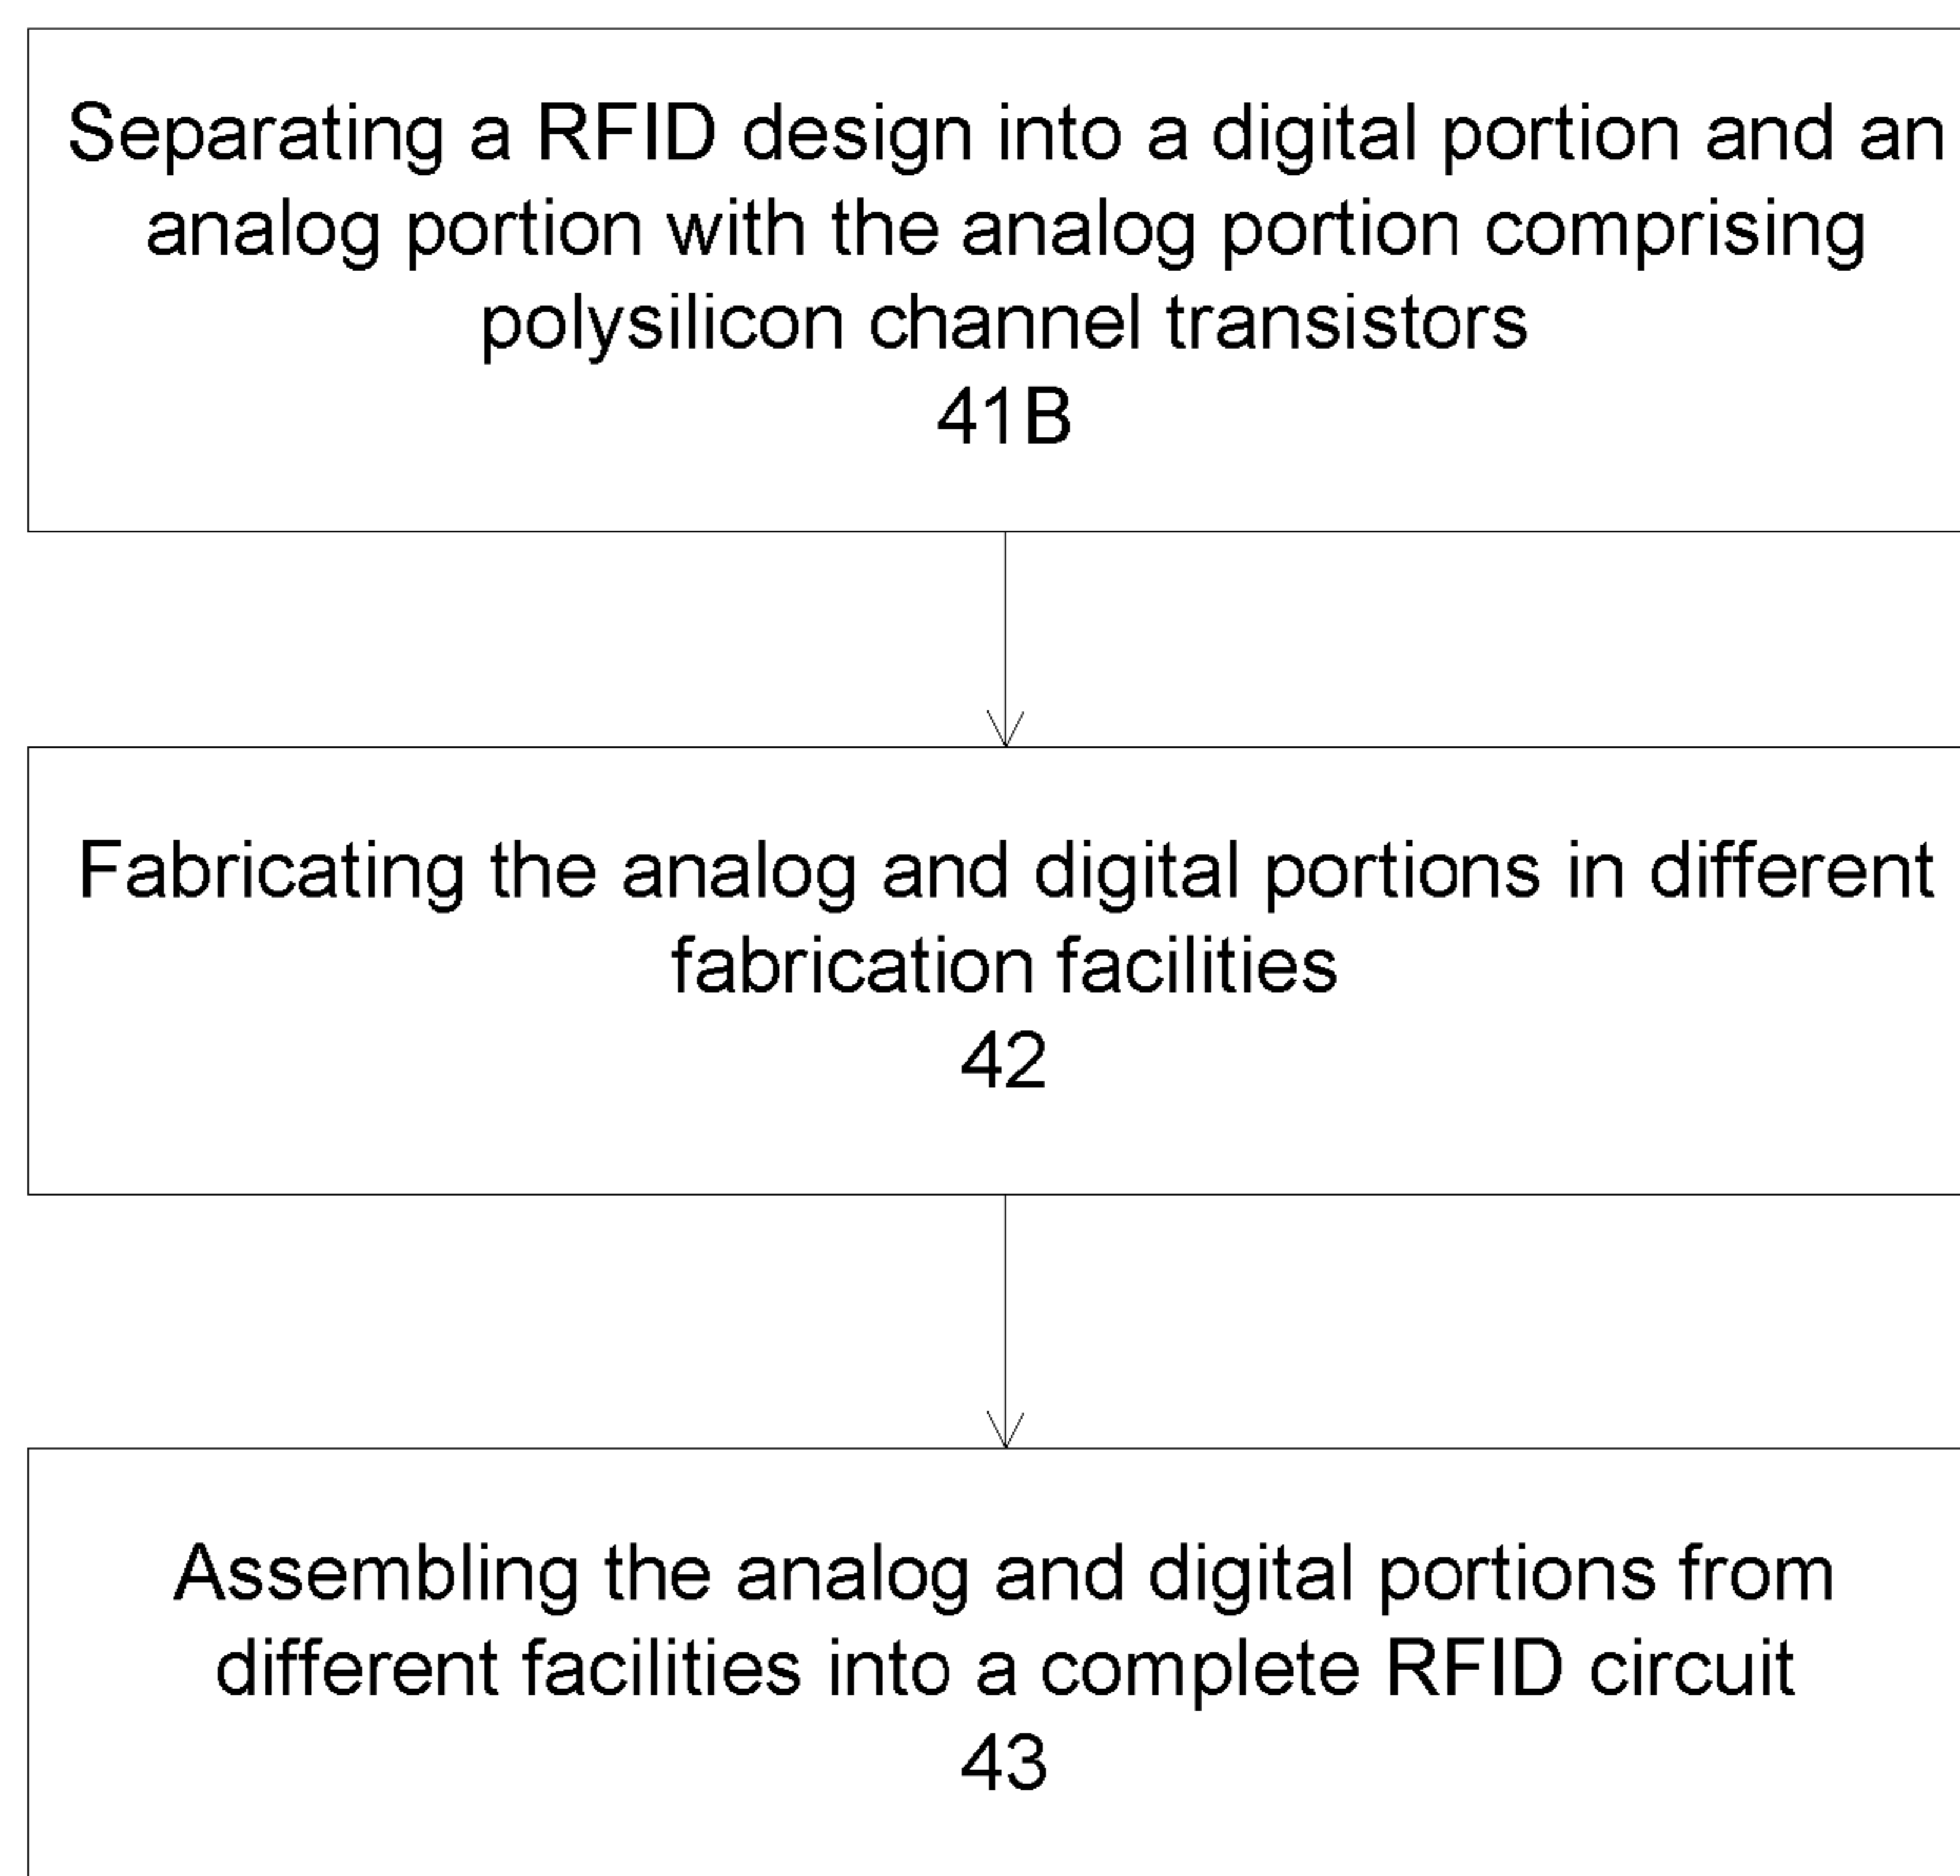 Separating a RFID design into a digital portion and an
analog portion with the analog portion comprising
polysilicon channel transistors
41B
Fabricating the analog and digital portions in different
fabrication facilities
42
Assembling the analog and digital portions from
different facilities into a complete RFID circuit
43